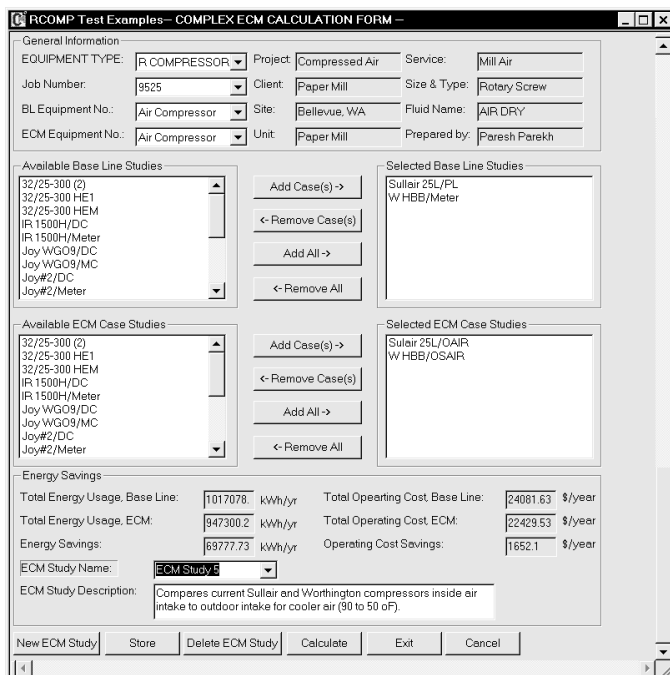 RCOMP Test Examples-- COMPLEX ECM CALCULATION FORM --
General Information
EQUIPMENT TYPE: R COMPRESSOR Project: Compressed Air Service: Mill Air
Job Number: 9525 Client: Paper Mill Size & Type: Rotary Screw
BL Equipment No.: Air Compressor Site: Bellevue, WA Fluid Name: AIR DRY
ECM Equipment No.: Air Compressor Unit: Paper Mill Prepared by: Paresh Parekh
Available Base Line Studies
32/25-300 (2)
32/25-300 HE1
32/25-300 HEM
IR 1500H/DC
IR 1500H/Meter
Joy WGO9/DC
Joy WGO9/MC
Joy#2/DC
Joy#2/Meter
Add Case(s) ->
<- Remove Case(s)
Add All ->
<- Remove All
Selected Base Line Studies
Sullair 25L/PL
W HBB/Meter
Available ECM Case Studies
32/25-300 (2)
32/25-300 HE1
32/25-300 HEM
IR 1500H/DC
IR 1500H/Meter
Joy WGO9/DC
Joy WGO9/MC
Joy#2/DC
Joy#2/Meter
Add Case(s) ->
<- Remove Case(s)
Add All ->
<- Remove All
Selected ECM Case Studies
Sulair 25L/OAIR
W HBB/OSAIR
Energy Savings
Total Energy Usage, Base Line: 1017078. kWh/yr Total Opearting Cost, Base Line: 24081.63 $/year
Total Energy Usage, ECM: 947300.2 kWh/yr Total Operating Cost, ECM: 22429.53 $/year
Energy Savings: 69777.73 kWh/yr Operating Cost Savings: 1652.1 $/year
ECM Study Name: ECM Study 5
ECM Study Description: Compares current Sullair and Worthington compressors inside air
intake to outdoor intake for cooler air (90 to 50 oF).
New ECM Study Store Delete ECM Study Calculate Exit Cancel